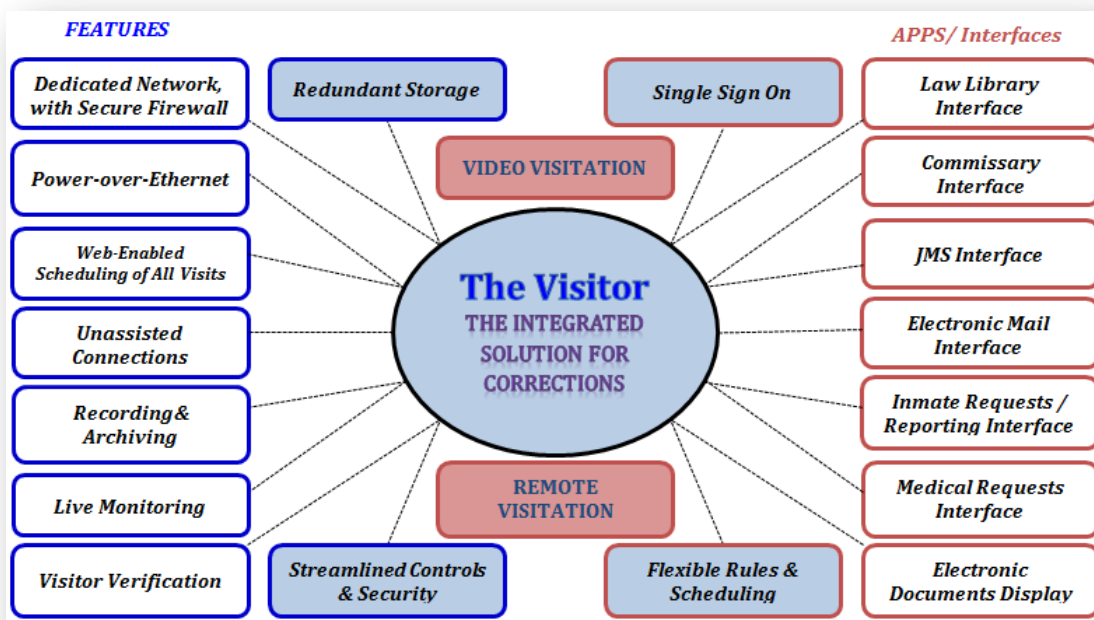 FEATURES
APPS/ Interfaces
Dedicated Network,
with Secure Firewall
Redundant Storage
Single Sign On
Law Library
Interface
VIDEO VISITATION
Power-over-Ethernet
Commissary
Interface
Web-Enabled
Scheduling of All Visits
JMS Interface
The Visitor
THE INTEGRATED
SOLUTION FOR
CORRECTIONS
Unassisted
Connections
Electronic Mail
Interface
Recording &
Archiving
Inmate Requests /
Reporting Interface
Live Monitoring
REMOTE
VISITATION
Medical Requests
Interface
Visitor Verification
Streamlined Controls
& Security
Flexible Rules &
Scheduling
Electronic
Documents Display